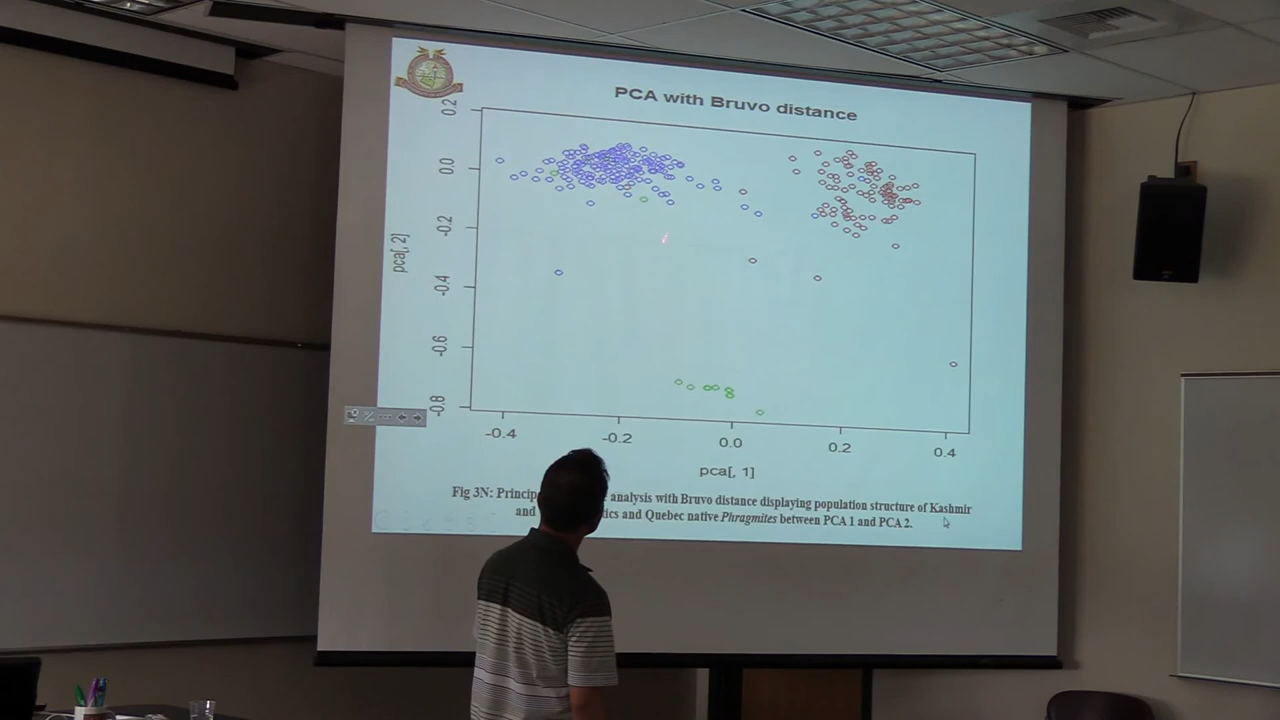 PCA with Bruvo distance
0.2
0.0
-0.2
-0.4
-0.6
-0.8
pca[, 2]
-0.4 -0.2 0.0 0.2 0.4
pca[, 1]
Fig 3N: Princip analysis with Bruvo distance displaying population structure of Kashmir
and tics and Quebec native Phragmites between PCA 1 and PCA 2.